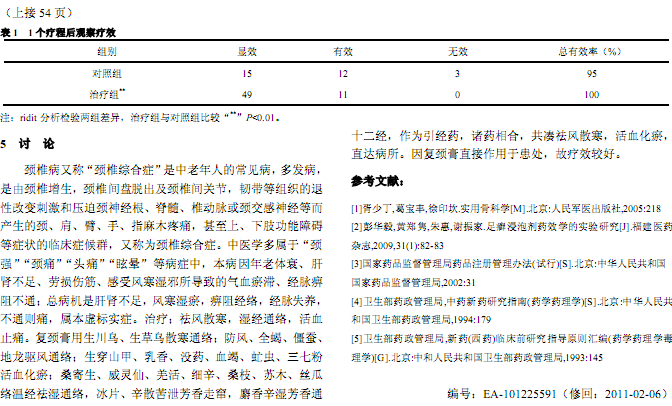 （上接 54 页）
表 1　1 个疗程后观察疗效
组别　显效　有效　无效　总有效率（%）
对照组　15　12　3　95
治疗组**　49　11　0　100
注：ridit 分析检验两组差异，治疗组与对照组比较“**”P<0.01。
5　讨　论
颈椎病又称“颈椎综合症”是中老年人的常见病，多发病，
是由颈椎增生，颈椎间盘脱出及颈椎间关节，韧带等组织的退
性改变刺激和压迫颈神经根、脊髓、椎动脉或颈交感神经等而
产生的颈、肩、臂、手、指麻木疼痛，甚至上、下肢功能障碍
等症状的临床症候群，又称为颈椎综合症。中医学多属于“颈
强”“颈痛”“头痛”“眩晕”等病症中，本病因年老体衰、肝
肾不足、劳损伤筋、感受风寒湿邪所导致的气血瘀滞、经脉痹
阻不通；总病机是肝肾不足，风寒湿瘀，痹阻经络，经脉失养，
不通则痛，属本虚标实症。治疗：祛风散寒，湿经通络，活血
止痛。复颈膏用生川乌、生草乌散寒通络；防风、全蝎、僵蚕、
地龙驱风通络；生穿山甲、乳香、没药、血竭、虻虫、三七粉
活血化瘀；桑寄生、威灵仙、羌活、细辛、桑枝、苏木、丝瓜
络温经祛湿通络，冰片、辛散苦泄芳香走窜，麝香辛湿芳香通
十二经，作为引经药，诸药相合，共凑祛风散寒，活血化瘀，
直达病所。因复颈膏直接作用于患处，故疗效较好。
参考文献：
[1]胥少丁,葛宝丰,徐印坎.实用骨科学[M].北京:人民军医出版社,2005:218
[2]彭华毅,黄郑隽,朱惠,谢振家.足癣浸泡剂药效学的实验研究[J].福建医药
杂志,2009,31(1):82-83
[3]国家药品监督管理局药品注册管理办法(试行)[S].北京:中华人民共和国
国家药品监督管理局,2002:31
[4]卫生部药政管理局,中药新药研究指南(药学药理学)[S].北京:中华人民共
和国卫生部药政管理局,1994:179
[5]卫生部药政管理局,新药(西药)临床前研究指导原则汇编(药学药理学毒
理学)[G].北京:中和人民共和国卫生部药政管理局,1993:145
编号：EA-101225591（修回：2011-02-06）